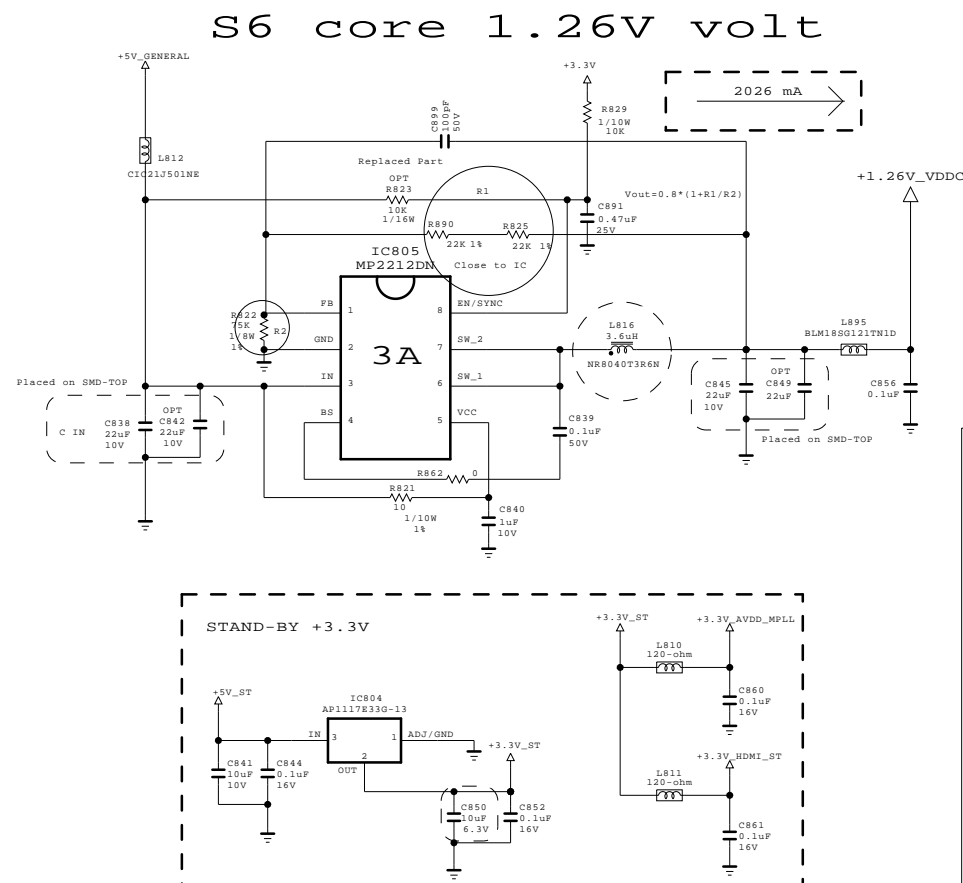 S6 core 1.26V volt
+5V_GENERAL
L812
CIC21J501NE
C899
100pF
50V
+3.3V
R829
1/10W
10K
2026 mA
Replaced Part
OPT
R823
10K
1/16W
R1
Vout=0.8*(1+R1/R2)
+1.26V_VDDC
C891
0.47uF
25V
R890
22K 1%
R825
22K 1%
Close to IC
IC805
MP2212DN
3A
FB
1
GND
2
IN
3
BS
4
EN/SYNC
8
SW_2
7
SW_1
6
VCC
5
R822
75K
1/8W
1%
R2
L816
3.6uH
NR8040T3R6N
L895
BLM18SG121TN1D
Placed on SMD-TOP
C IN
C838
22uF
10V
OPT
C842
22uF
10V
C839
0.1uF
50V
C845
22uF
10V
OPT
C849
22uF
C856
0.1uF
Placed on SMD-TOP
R862 0
R821
10
1/10W
1%
C840
1uF
10V
STAND-BY +3.3V
+5V_ST
IC804
AP1117E33G-13
IN
3
1
ADJ/GND
2
OUT
C841
10uF
10V
C844
0.1uF
16V
+3.3V_ST
C850
10uF
6.3V
C852
0.1uF
16V
+3.3V_ST
+3.3V_AVDD_MPLL
L810
120-ohm
C860
0.1uF
16V
+3.3V_HDMI_ST
L811
120-ohm
C861
0.1uF
16V